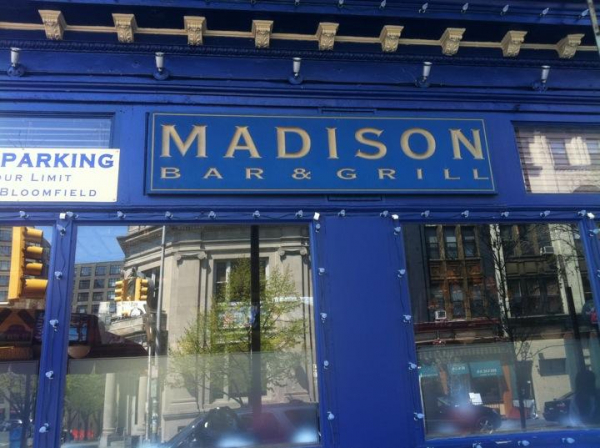 MADISON
BAR & GRILL
PARKING
OUR LIMIT
BLOOMFIELD